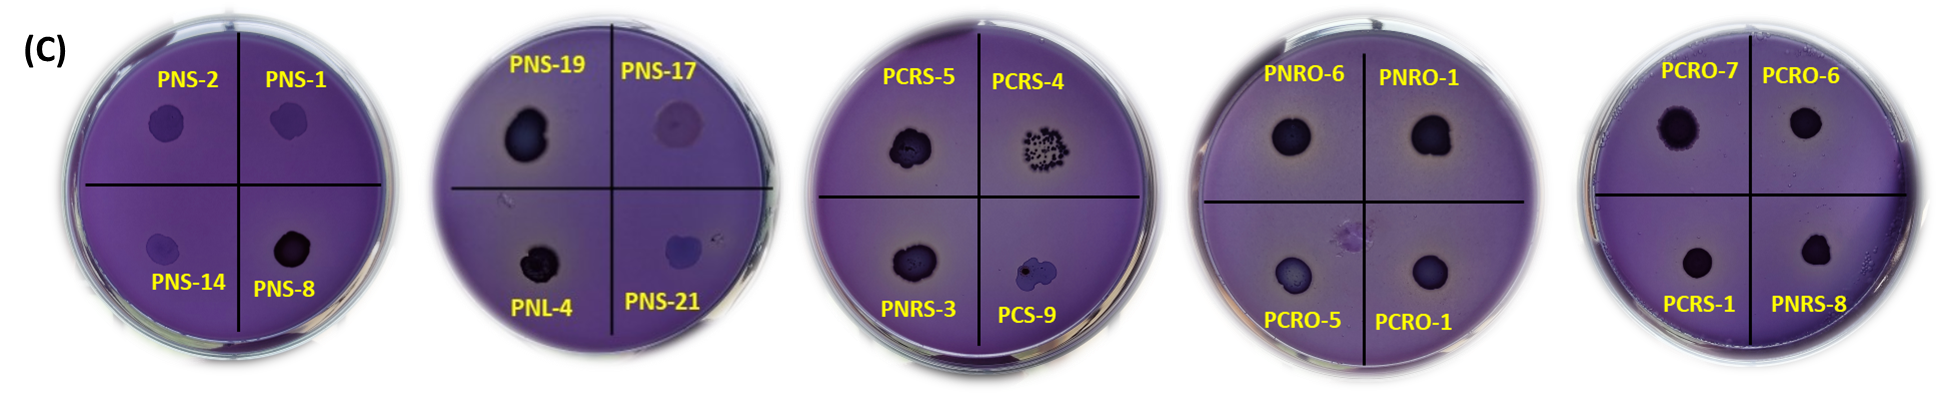 (C)
PNS-2 PNS-1
PNS-14 PNS-8
PNS-19 PNS-17
PNL-4 PNS-21
PCRS-5 PCRS-4
PNRS-3 PCS-9
PNRO-6 PNRO-1
PCRO-5 PCRO-1
PCRO-7 PCRO-6
PCRS-1 PNRS-8